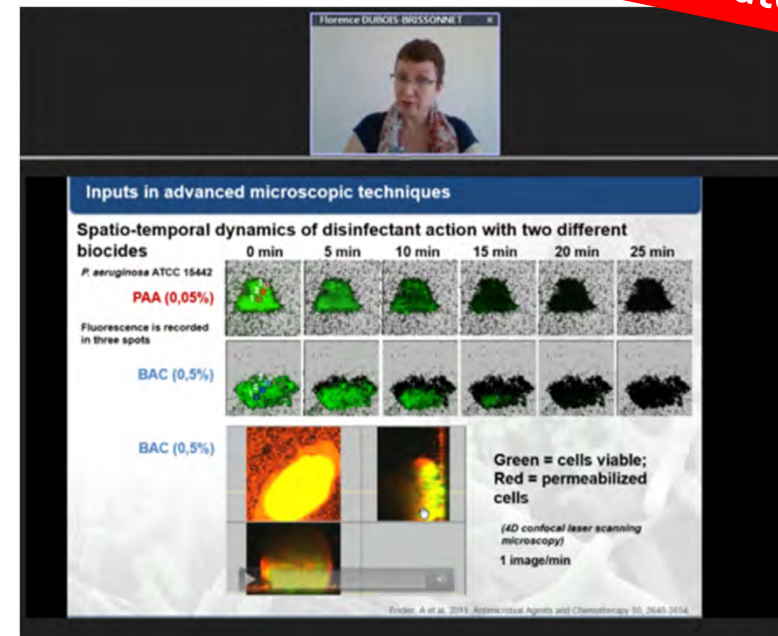 Florence DUBOIS-BRISSONNET
Inputs in advanced microscopic techniques
Spatio-temporal dynamics of disinfectant action with two different
biocides
0 min 5 min 10 min 15 min 20 min 25 min
P. aeruginosa ATCC 15442
PAA (0,05%)
Fluorescence is recorded
in three spots
BAC (0,5%)
BAC (0,5%)
Green = cells viable;
Red = permeabilized
cells
(4D confocal laser scanning
microscopy)
1 image/min
A et al. 2011. Antimicrobial Agents and Chemotherapy